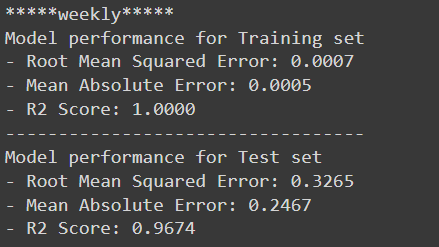 *****weekly*****
Model performance for Training set
- Root Mean Squared Error: 0.0007
- Mean Absolute Error: 0.0005
- R2 Score: 1.0000
----------------------------------
Model performance for Test set
- Root Mean Squared Error: 0.3265
- Mean Absolute Error: 0.2467
- R2 Score: 0.9674